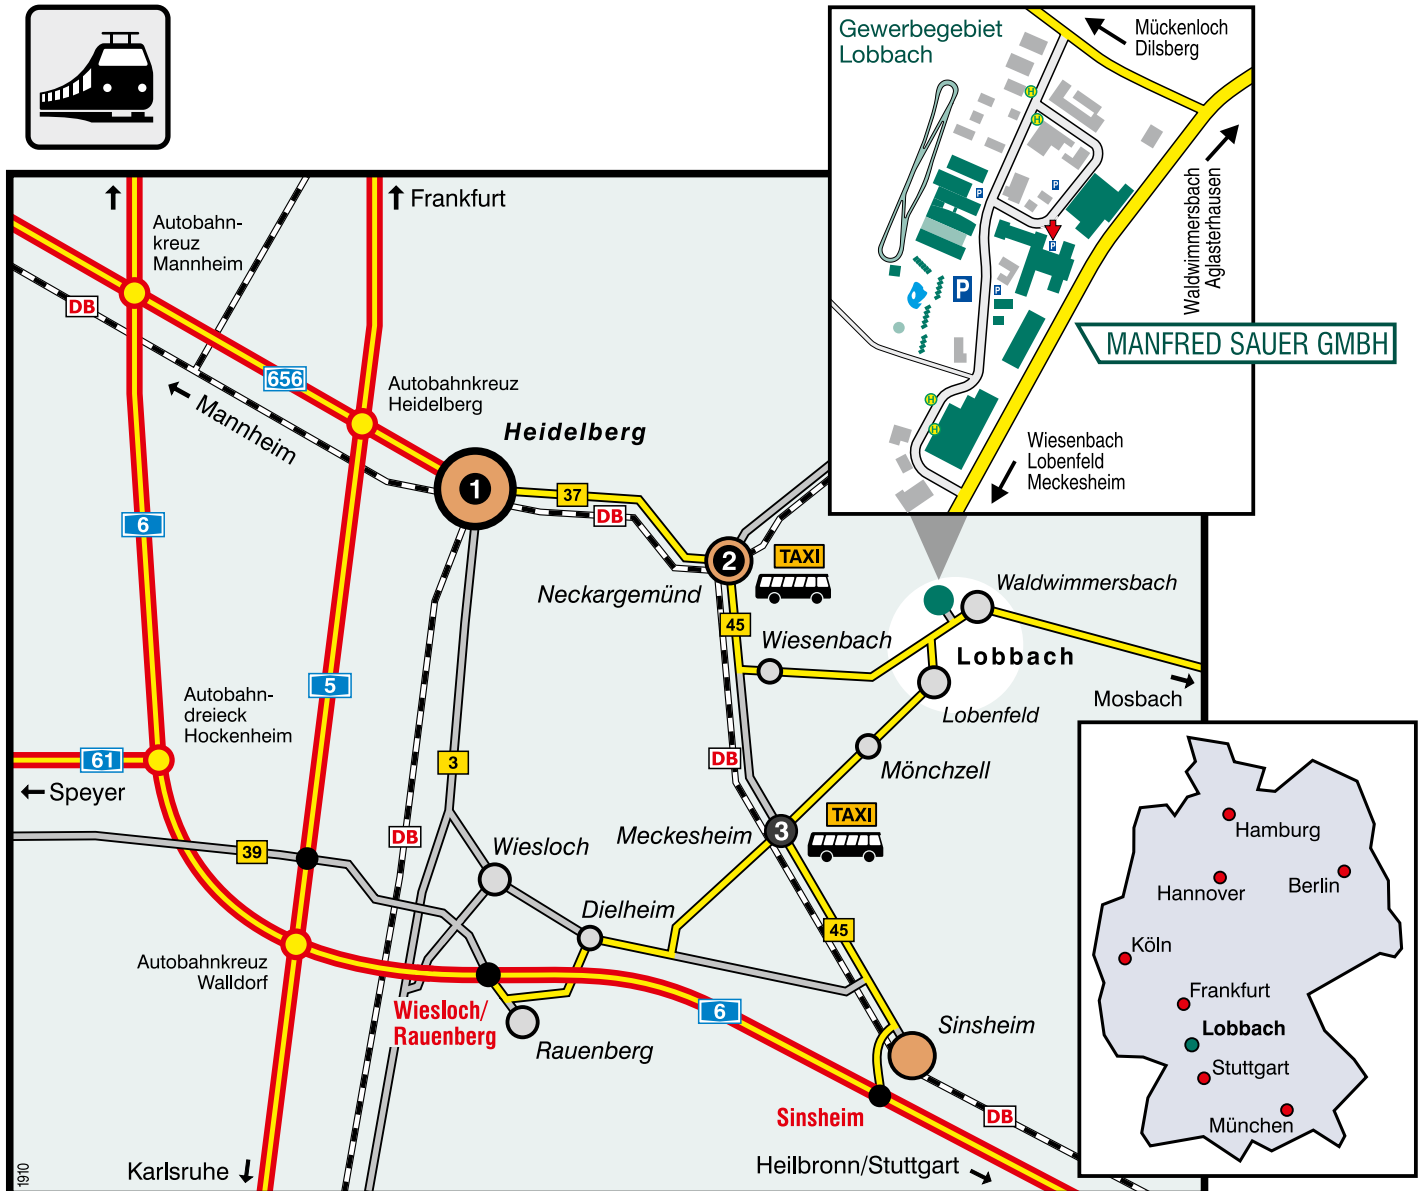 Gewerbegebiet
Lobbach
Mückenloch
Dilsberg
H
H
P
P
P
P
P
H
H
Waldwimmersbach
Aglasterhausen
MANFRED SAUER GMBH
Wiesenbach
Lobenfeld
Meckesheim
Frankfurt
Autobahn-
kreuz
Mannheim
DB
656
Autobahnkreuz
Heidelberg
Mannheim
Heidelberg
1
37
DB
6
2
TAXI
Neckargemünd
45
Waldwimmersbach
Wiesenbach
Lobbach
Mosbach
5
Autobahn-
dreieck
Hockenheim
Lobenfeld
61
3
DB
Mönchzell
Speyer
DB
39
Wiesloch
Meckesheim
3
TAXI
Dielheim
45
Autobahnkreuz
Walldorf
Wiesloch/
Rauenberg
6
Rauenberg
Sinsheim
Sinsheim
DB
Karlsruhe
Heilbronn/Stuttgart
1910
Hamburg
Hannover
Berlin
Köln
Frankfurt
Lobbach
Stuttgart
München